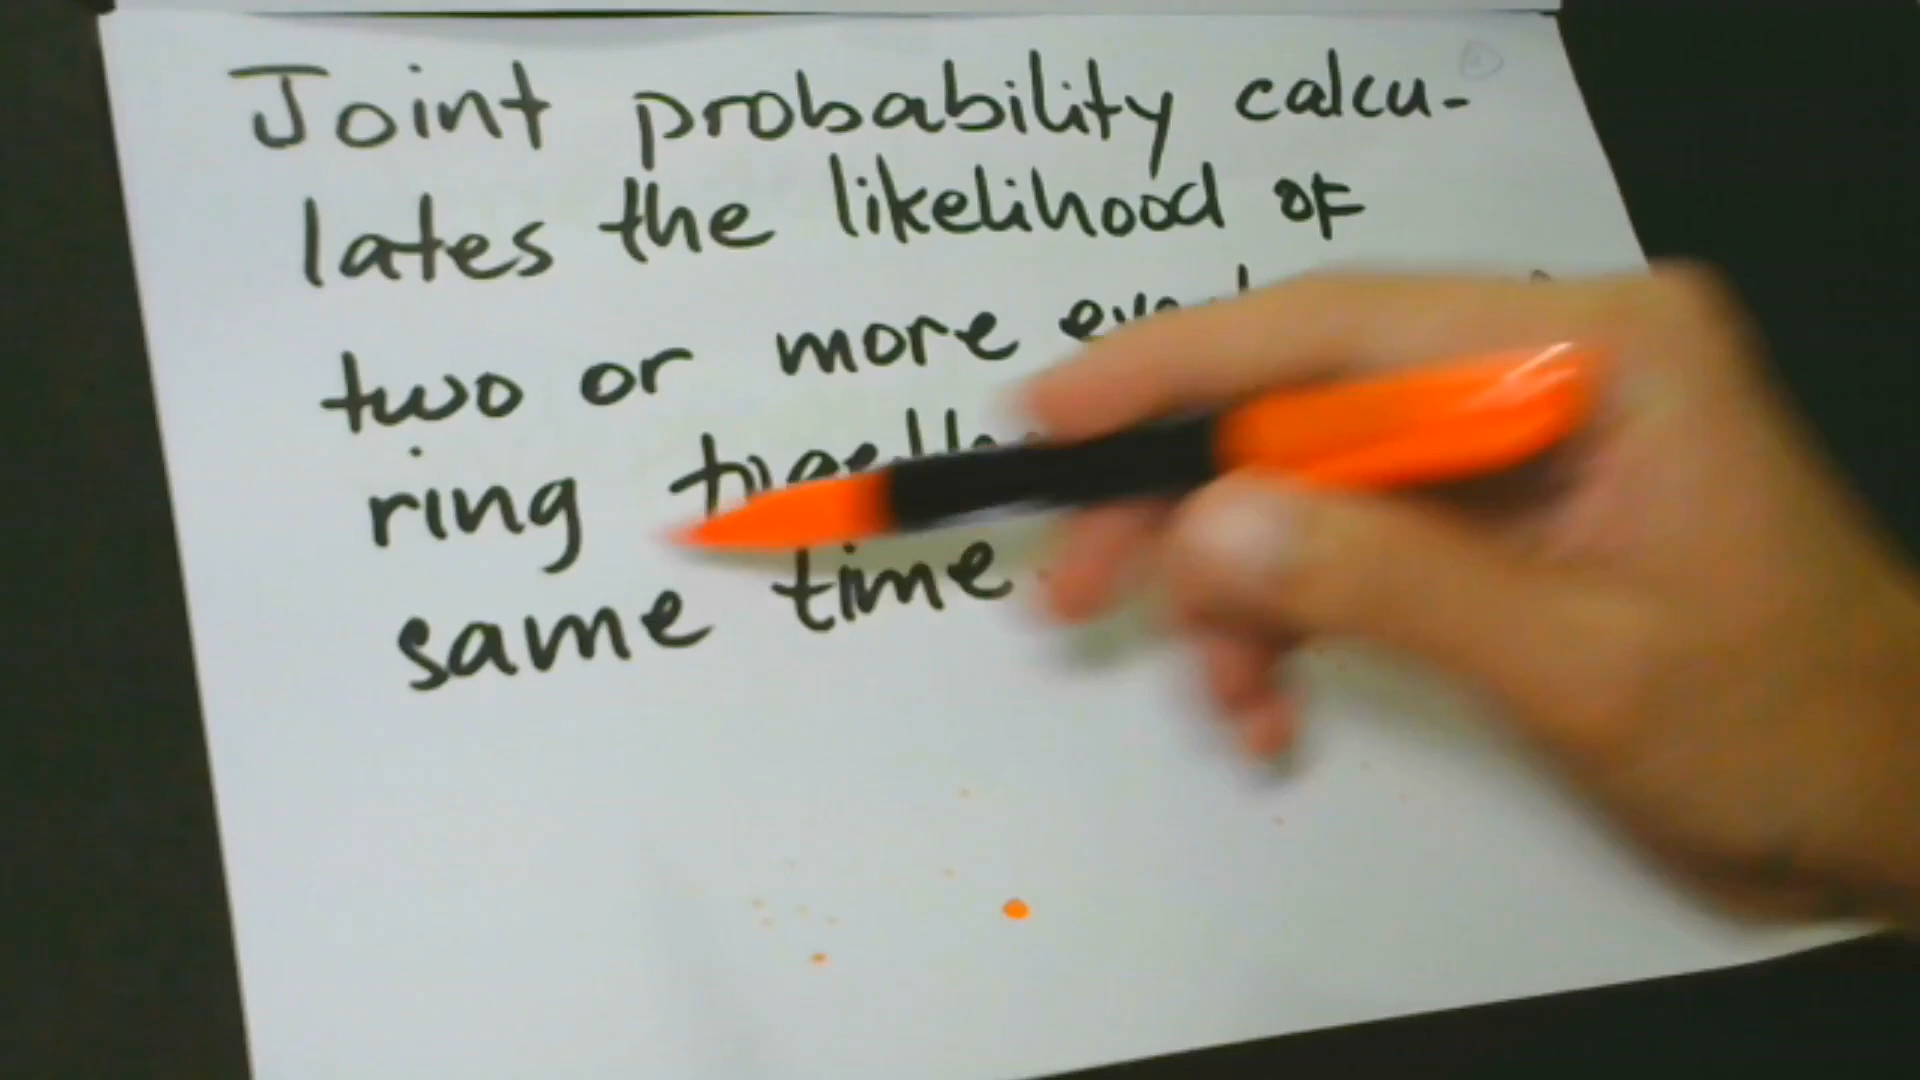 Joint probability calcu-
lates the likelihood of
two or more
ring
same time